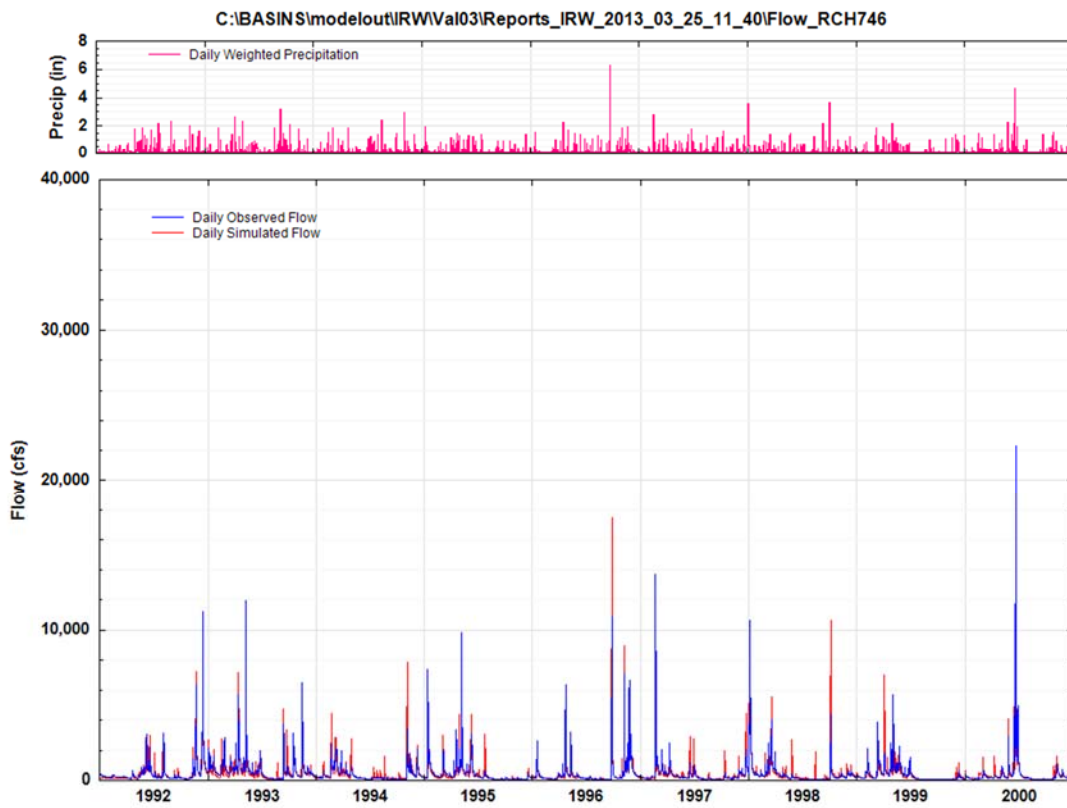 C:\BASINS\modelout\IRW\Val03\Reports_IRW_2013_03_25_11_40\Flow_RCH746
Precip (in)
8
6
4
2
0
Daily Weighted Precipitation
Flow (cfs)
40,000
30,000
20,000
10,000
0
Daily Observed Flow
Daily Simulated Flow
1992 1993 1994 1995 1996 1997 1998 1999 2000